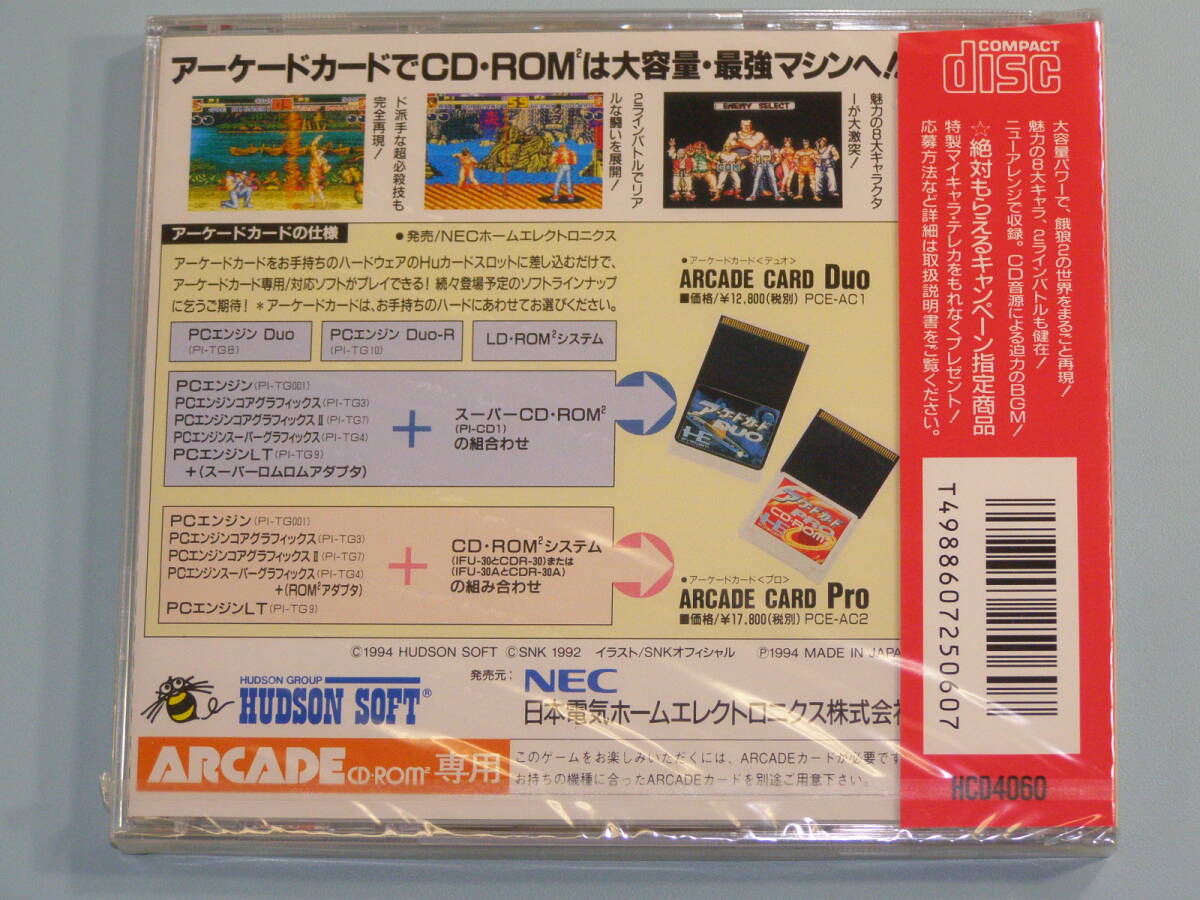 アーケードカードでCD・ROM²は大容量・最強マシンへ!!
ド派手な超必殺技も
完全再現!
2ラインバトルでリア
ルな闘いを展開!
ENEMY SELECT
魅力の8大キャラクタ
ーが大激突!
59
アーケードカードの仕様
●発売/NECホームエレクトロニクス
アーケードカードをお手持ちのハードウェアのHuカードスロットに差し込むだけで、
アーケードカード専用/対応ソフトがプレイできる! 続々登場予定のソフトラインナップ
に乞うご期待! *アーケードカードは、お手持ちのハードにあわせてお選びください。
PCエンジン Duo
(PI-TG8)
PCエンジン Duo-R
(PI-TG10)
LD・ROM²システム
PCエンジン(PI-TG001)
PCエンジンコアグラフィックス(PI-TG3)
PCエンジンコアグラフィックスⅡ(PI-TG7)
PCエンジンスーパーグラフィックス(PI-TG4)
PCエンジンLT(PI-TG9)
+(スーパーロムロムアダプタ)
+
スーパーCD・ROM²
(PI-CD1)
の組合わせ
PCエンジン(PI-TG001)
PCエンジンコアグラフィックス(PI-TG3)
PCエンジンコアグラフィックスⅡ(PI-TG7)
PCエンジンスーパーグラフィックス(PI-TG4)
+(ROM²アダプタ)
PCエンジンLT(PI-TG9)
+
CD・ROM²システム
(IFU-30とCDR-30)または
(IFU-30AとCDR-30A)
の組み合わせ
●アーケードカード<デュオ>
ARCADE CARD Duo
■価格/¥12,800(税別) PCE-AC1
アーケードカード
DUO
HE
アーケードカード
PRO
CD-ROM²
HE
●アーケードカード<プロ>
ARCADE CARD Pro
■価格/¥17,800(税別) PCE-AC2
©1994 HUDSON SOFT ©SNK 1992 イラスト/SNKオフィシャル ℗1994 MADE IN JAPA
HUDSON GROUP
HUDSON SOFT®
発売元:
NEC
日本電気ホームエレクトロニクス株式会社
ARCADE CD・ROM² 専用
このゲームをお楽しみいただくには、ARCADEカードが必要です
お持ちの機種に合ったARCADEカードを別途ご用意下さい。
COMPACT
disc
大容量パワーで、餓狼2の世界をまるごと再現!
魅力の8大キャラ、2ラインバトルも健在!
ニューアレンジで収録。CD音源による迫力のBGM!
☆絶対もらえるキャンペーン指定商品
特製マイキャラ・テレカをもれなくプレゼント!
応募方法など詳細は取扱説明書をご覧ください。
T4988607250607
HCD4060